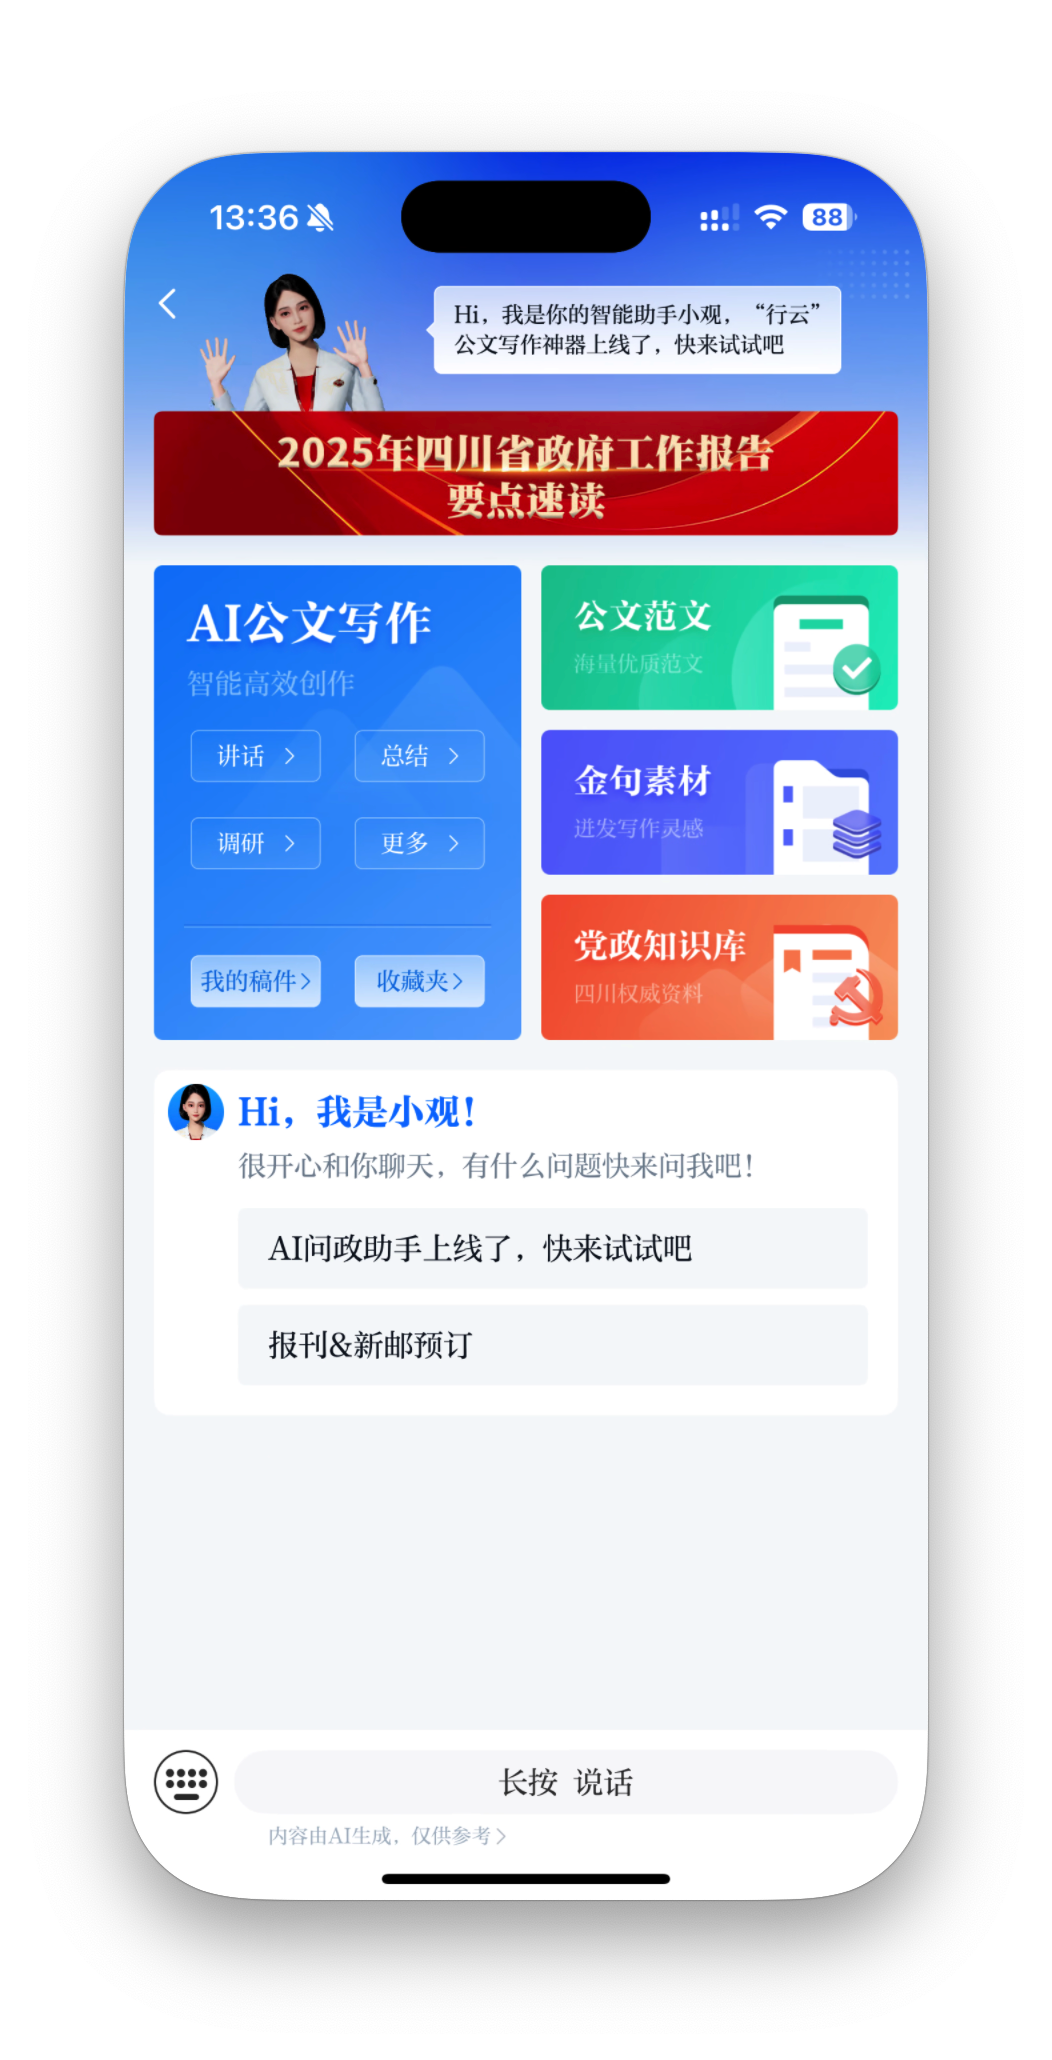 13:36
88
Hi，我是你的智能助手小观，“行云”
公文写作神器上线了，快来试试吧
2025年四川省政府工作报告
要点速读
AI公文写作
智能高效创作
讲话
总结
调研
更多
我的稿件
收藏夹
公文范文
海量优质范文
金句素材
迸发写作灵感
党政知识库
四川权威资料
Hi，我是小观！
很开心和你聊天，有什么问题快来问我吧！
AI问政助手上线了，快来试试吧
报刊&新邮预订
长按 说话
内容由AI生成，仅供参考